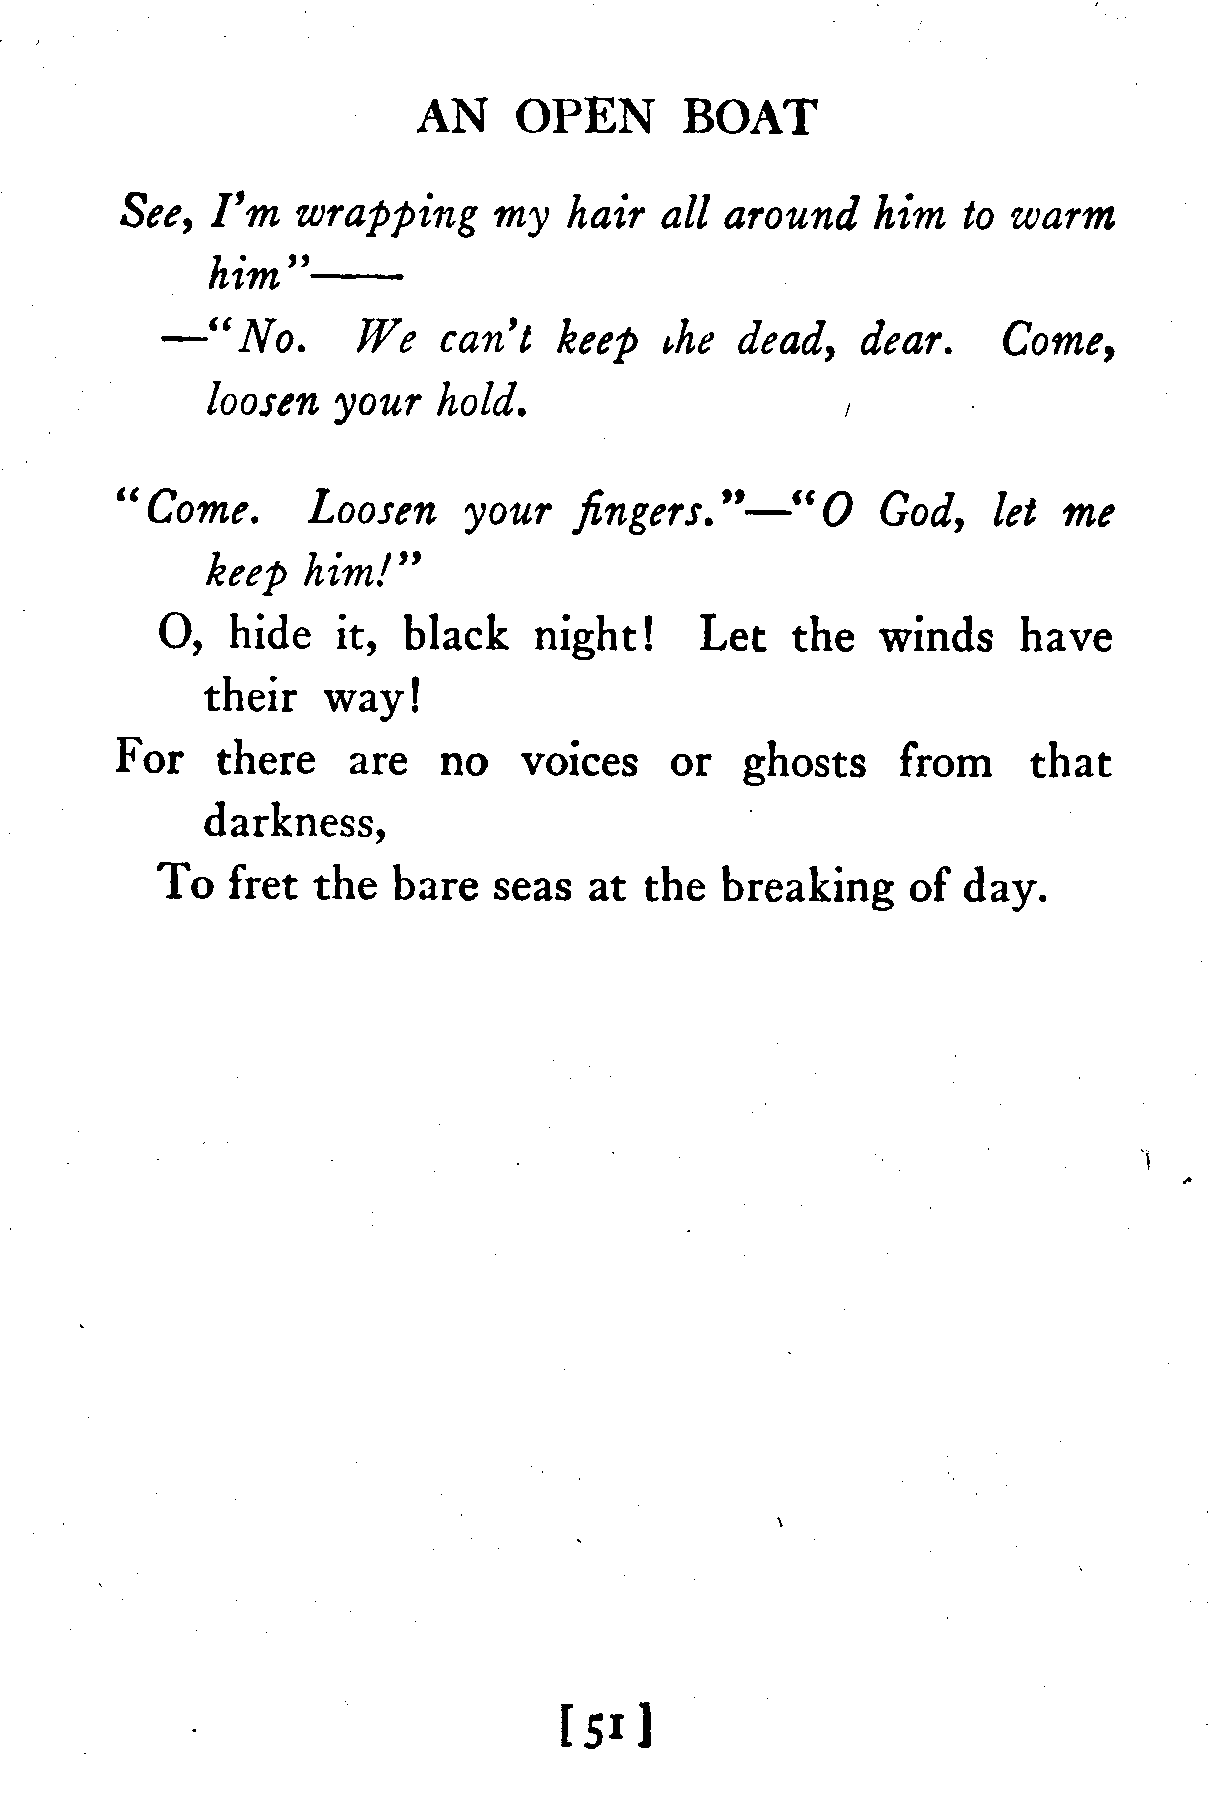 AN OPEN BOAT
See, I'm wrapping my hair all around him to warm
him"——
—"No. We can't keep the dead, dear. Come,
loosen your hold.
"Come. Loosen your fingers."—"O God, let me
keep him!"
O, hide it, black night! Let the winds have
their way!
For there are no voices or ghosts from that
darkness,
To fret the bare seas at the breaking of day.
[51]